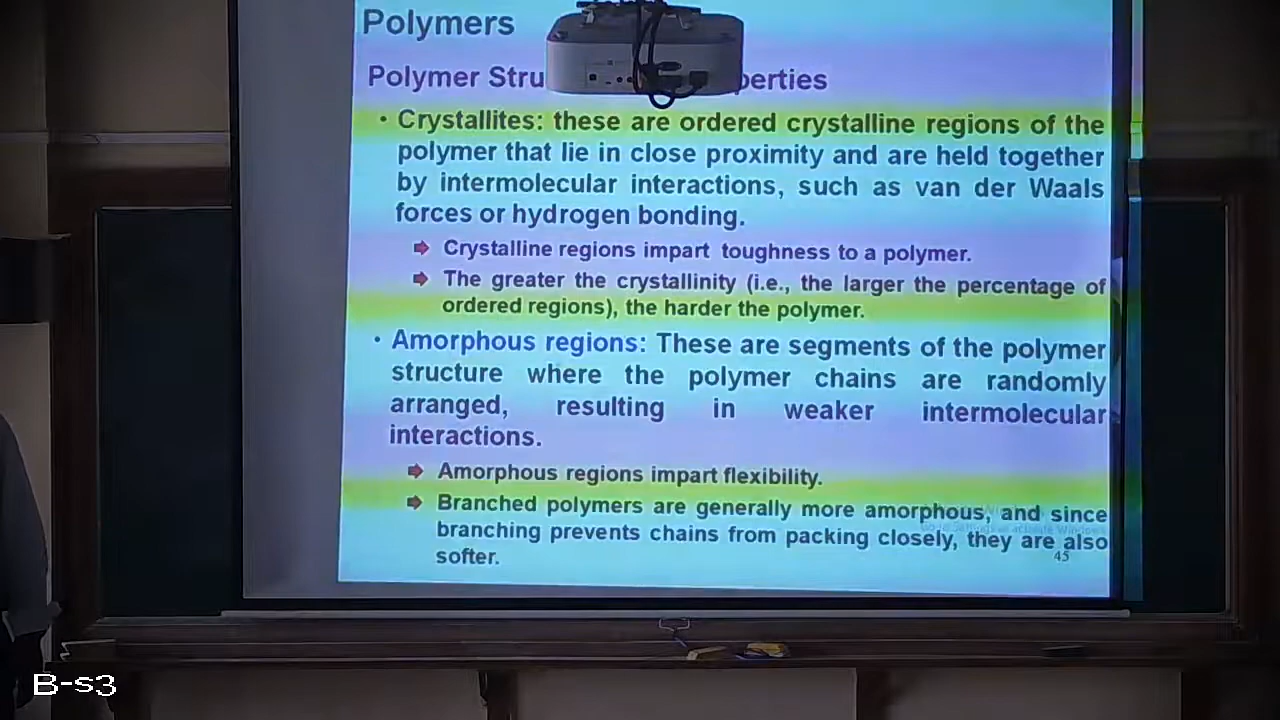 Polymers
Polymer Stru perties
• Crystallites: these are ordered crystalline regions of the
polymer that lie in close proximity and are held together
by intermolecular interactions, such as van der Waals
forces or hydrogen bonding.
Crystalline regions impart toughness to a polymer.
The greater the crystallinity (i.e., the larger the percentage of
ordered regions), the harder the polymer.
• Amorphous regions: These are segments of the polymer
structure where the polymer chains are randomly
arranged, resulting in weaker intermolecular
interactions.
Amorphous regions impart flexibility.
Branched polymers are generally more amorphous, and since
branching prevents chains from packing closely, they are also
softer.
45
B-s3